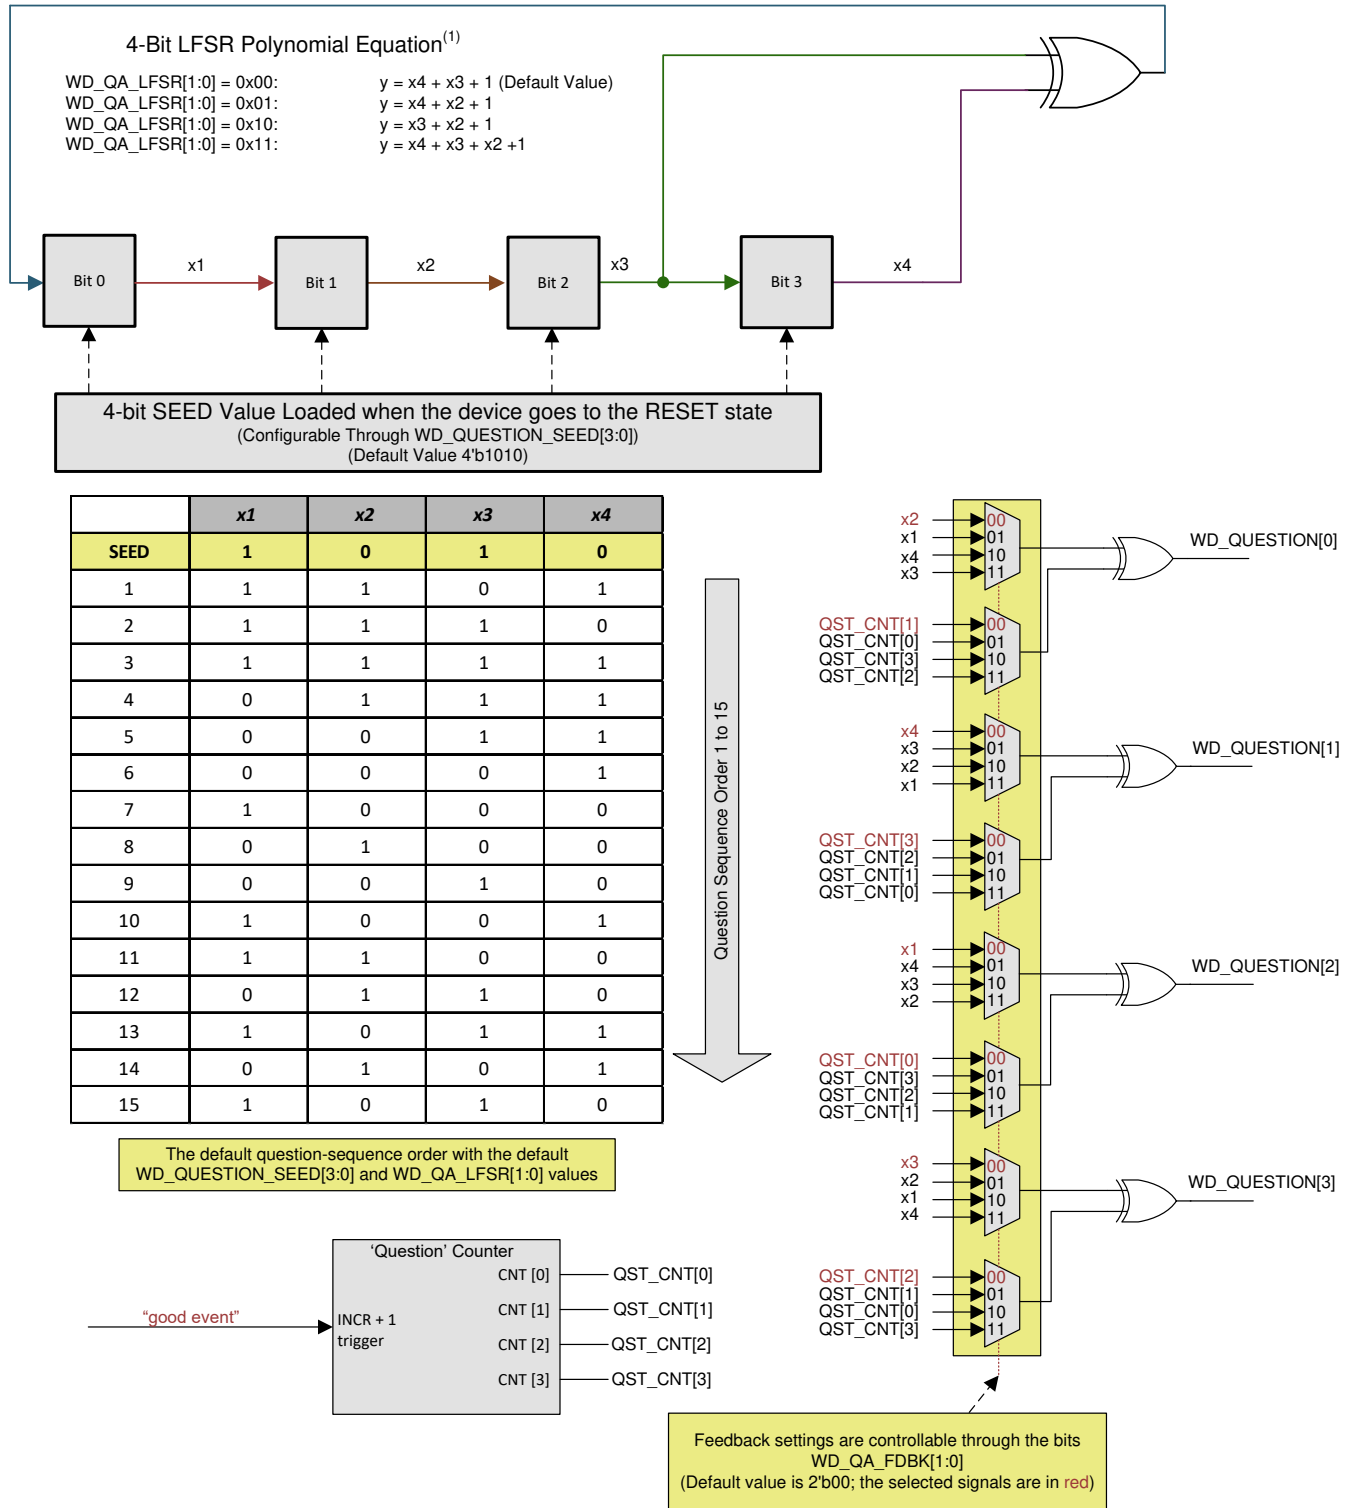 4-Bit LFSR Polynomial Equation(1)
WD_QA_LFSR[1:0] = 0x00: y = x4 + x3 + 1 (Default Value)
WD_QA_LFSR[1:0] = 0x01: y = x4 + x2 + 1
WD_QA_LFSR[1:0] = 0x10: y = x3 + x2 + 1
WD_QA_LFSR[1:0] = 0x11: y = x4 + x3 + x2 +1
Bit 0 x1 Bit 1 x2 Bit 2 x3 Bit 3 x4
4-bit SEED Value Loaded when the device goes to the RESET state
(Configurable Through WD_QUESTION_SEED[3:0])
(Default Value 4'b1010)
x1 x2 x3 x4
SEED 1 0 1 0
1 1 1 0 1
2 1 1 1 0
3 1 1 1 1
4 0 1 1 1
5 0 0 1 1
6 0 0 0 1
7 1 0 0 0
8 0 1 0 0
9 0 0 1 0
10 1 0 0 1
11 1 1 0 0
12 0 1 1 0
13 1 0 1 1
14 0 1 0 1
15 1 0 1 0
Question Sequence Order 1 to 15
The default question-sequence order with the default
WD_QUESTION_SEED[3:0] and WD_QA_LFSR[1:0] values
x2 00
x1 01
x4 10
x3 11
WD_QUESTION[0]
QST_CNT[1] 00
QST_CNT[0] 01
QST_CNT[3] 10
QST_CNT[2] 11
x4 00
x3 01
x2 10
x1 11
WD_QUESTION[1]
QST_CNT[3] 00
QST_CNT[2] 01
QST_CNT[1] 10
QST_CNT[0] 11
x1 00
x4 01
x3 10
x2 11
WD_QUESTION[2]
QST_CNT[0] 00
QST_CNT[3] 01
QST_CNT[2] 10
QST_CNT[1] 11
x3 00
x2 01
x1 10
x4 11
WD_QUESTION[3]
QST_CNT[2] 00
QST_CNT[1] 01
QST_CNT[0] 10
QST_CNT[3] 11
'Question' Counter
CNT [0] QST_CNT[0]
CNT [1] QST_CNT[1]
CNT [2] QST_CNT[2]
CNT [3] QST_CNT[3]
“good event”
INCR + 1
trigger
Feedback settings are controllable through the bits
WD_QA_FDBK[1:0]
(Default value is 2'b00; the selected signals are in red)